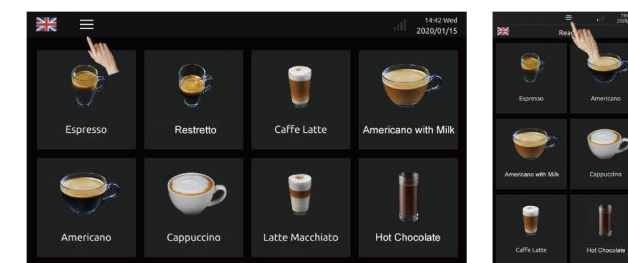 14:42 Wed
2020/01/15
Espresso
Restretto
Caffe Latte
Americano with Milk
Americano
Cappuccino
Latte Macchiato
Hot Chocolate
Espresso
Americano
Americano with Milk
Cappuccino
Caffe Latte
Hot Chocolate